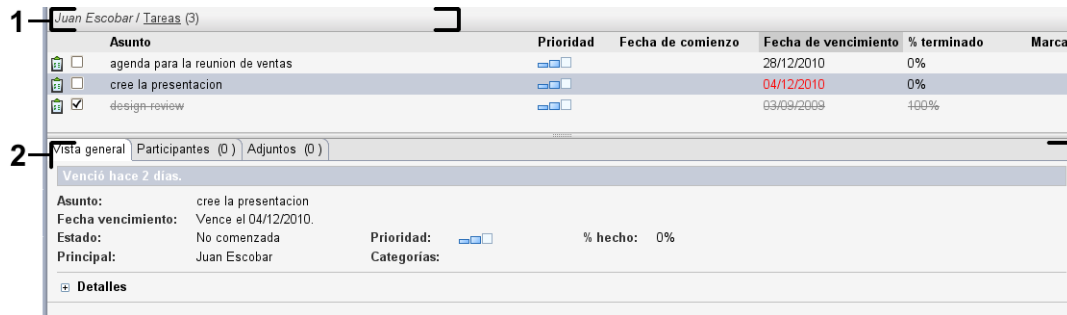 1
Juan Escobar / Tareas (3)
Asunto Prioridad Fecha de comienzo Fecha de vencimiento % terminado Marca
agenda para la reunion de ventas 28/12/2010 0%
cree la presentacion 04/12/2010 0%
design review 03/09/2009 100%
2
Vista general Participantes (0) Adjuntos (0)
Venció hace 2 días.
Asunto: cree la presentacion
Fecha vencimiento: Vence el 04/12/2010.
Estado: No comenzada Prioridad: % hecho: 0%
Principal: Juan Escobar Categorías:
Detalles